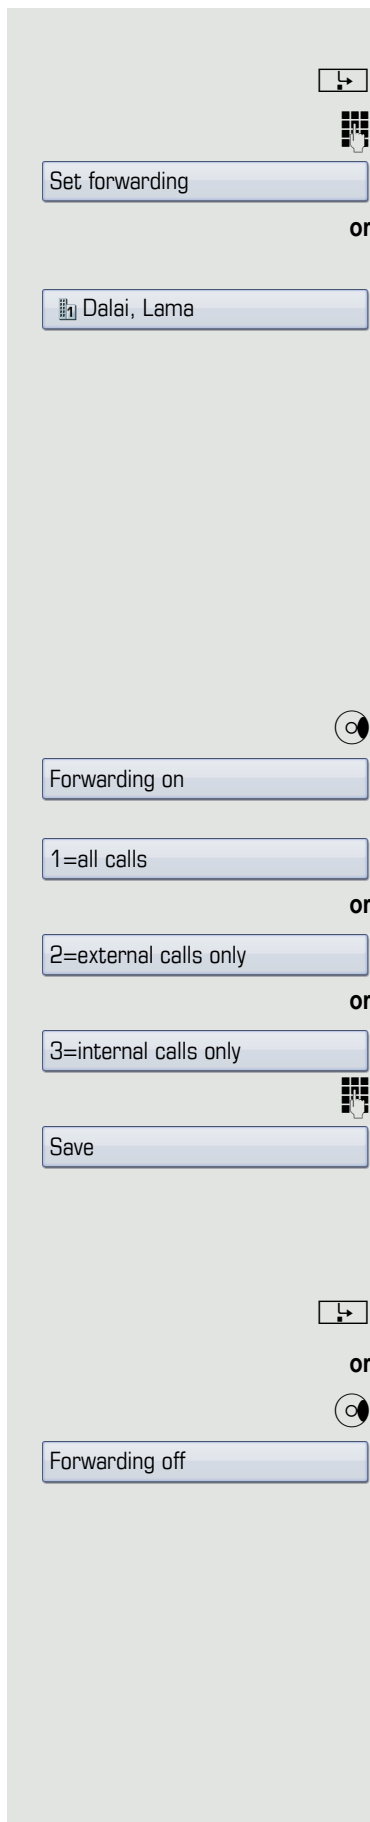 Set forwarding
or
1 Dalai, Lama
Forwarding on
1=all calls
or
2=external calls only
or
3=internal calls only
Save
or
Forwarding off